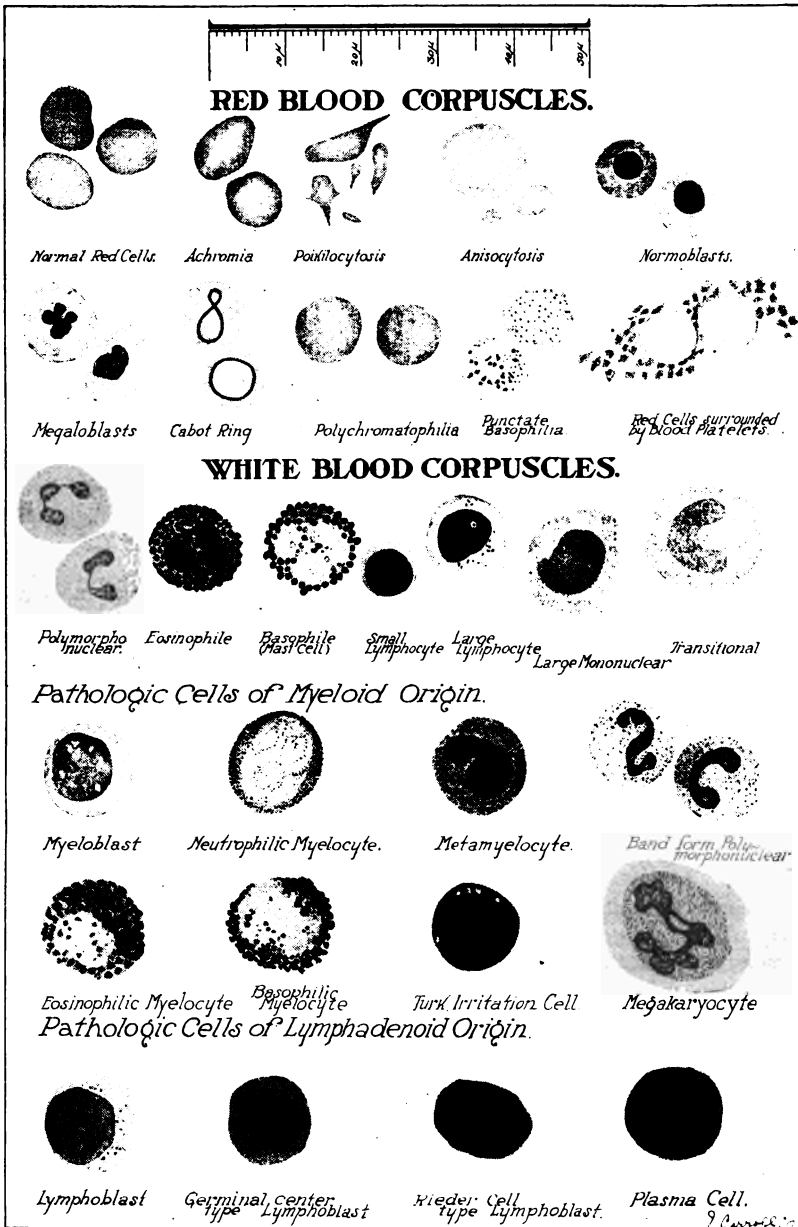 10µ 20µ 30µ 40µ 50µ
RED BLOOD CORPUSCLES.
Normal Red Cells. Achromia Poikilocytosis Anisocytosis Normoblasts.
Megaloblasts Cabot Ring Polychromatophilia Punctate Basophilia. Red Cells surrounded by Blood Platelets.
WHITE BLOOD CORPUSCLES.
Polymorpho
nuclear.
Eosinophile
Basophile
(Mast Cell)
Small
Lymphocyte
Large
Lymphocyte
Large Mononuclear
Transitional
Pathologic Cells of Myeloid Origin.
Myeloblast Neutrophilic Myelocyte. Metamyelocyte.
Band form Poly-
morphonuclear
Eosinophilic Myelocyte
Basophilic
Myelocyte
Turk. Irritation Cell
Megakaryocyte
Pathologic Cells of Lymphadenoid Origin.
Lymphoblast
Germinal center
type Lymphoblast
Rieder Cell
type Lymphoblast.
Plasma Cell.